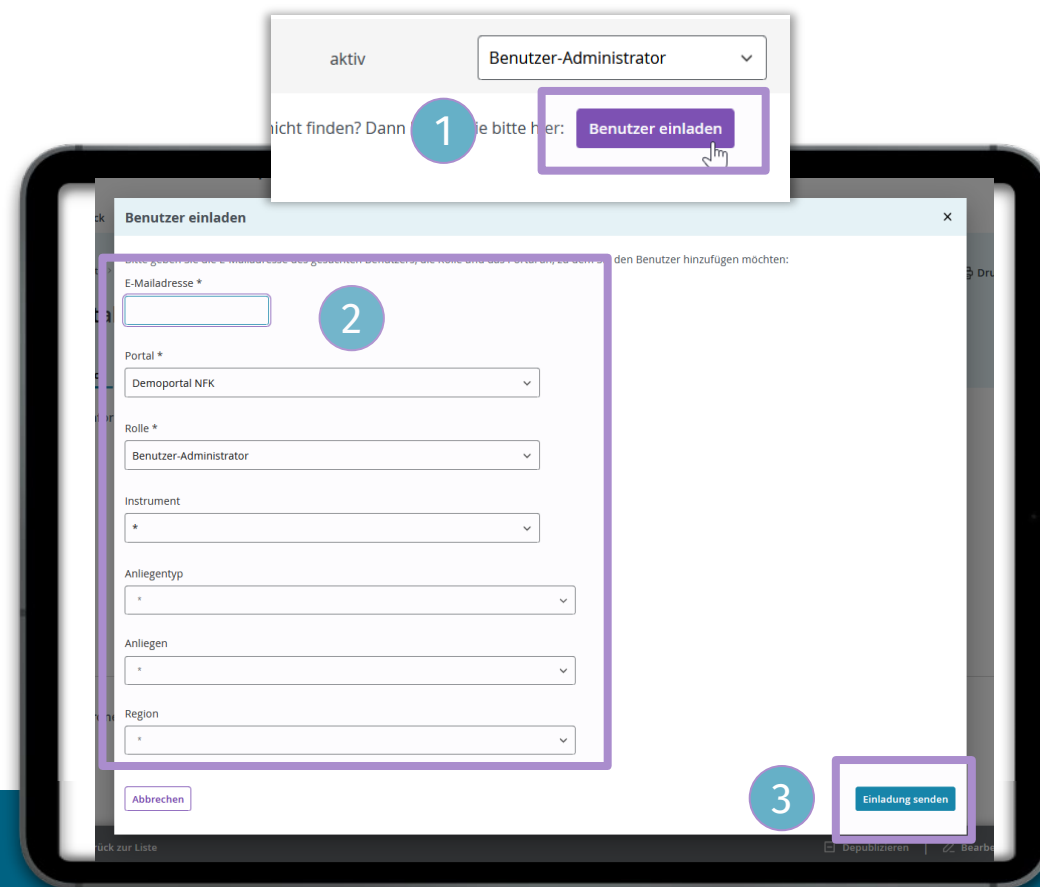 aktiv
Benutzer-Administrator
nicht finden? Dann ie bitte hier:
Benutzer einladen
1
Benutzer einladen
×
den Benutzer hinzufügen möchten:
E-Mailadresse *
2
Portal *
Demoportal NFK
Rolle *
Benutzer-Administrator
Instrument
*
Anliegentyp
*
Anliegen
*
Region
*
Abbrechen
3
Einladung senden
rück zur Liste
Depublizieren
Bearbe